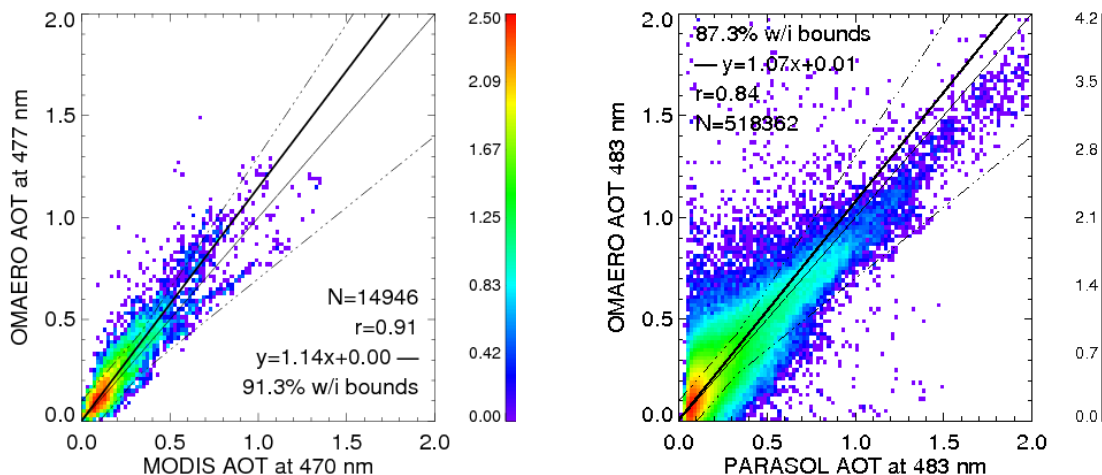 2.0
1.5
1.0
0.5
0.0
OMAERO AOT at 477 nm
N=14946
r=0.91
y=1.14x+0.00 —
91.3% w/i bounds
0.0 0.5 1.0 1.5 2.0
MODIS AOT at 470 nm
2.50
2.09
1.67
1.25
0.83
0.42
0.00
2.0
1.5
1.0
0.5
0.0
OMAERO AOT 483 nm
87.3% w/i bounds
— y=1.07x+0.01
r=0.84
N=518362
0.0 0.5 1.0 1.5 2.0
PARASOL AOT at 483 nm
4.2
3.5
2.8
2.1
1.4
0.7
0.0